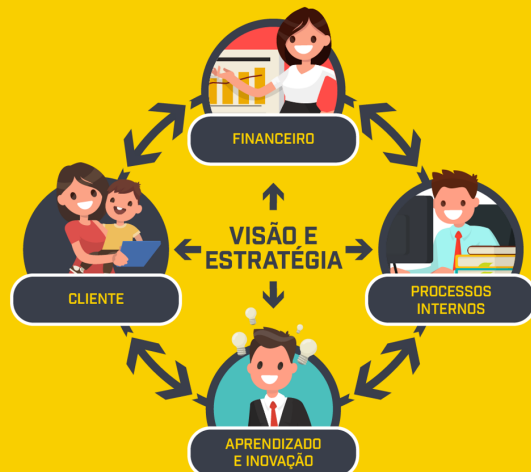 FINANCEIRO
VISÃO E
ESTRATÉGIA
CLIENTE
PROCESSOS
INTERNOS
APRENDIZADO
E INOVAÇÃO